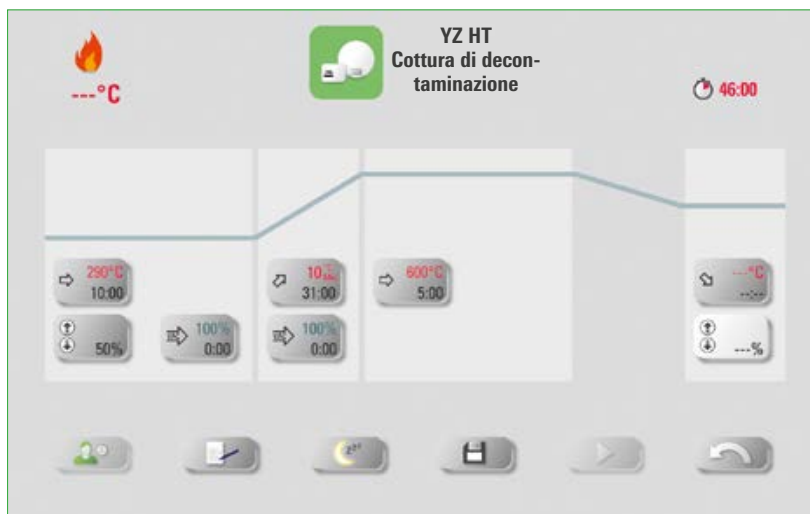 YZ HT
Cottura di decon-
taminazione
---°C
46:00
290°C
10:00
10
31:00
600°C
5:00
---°C
--:--
50%
100%
0:00
100%
0:00
---%
zzz